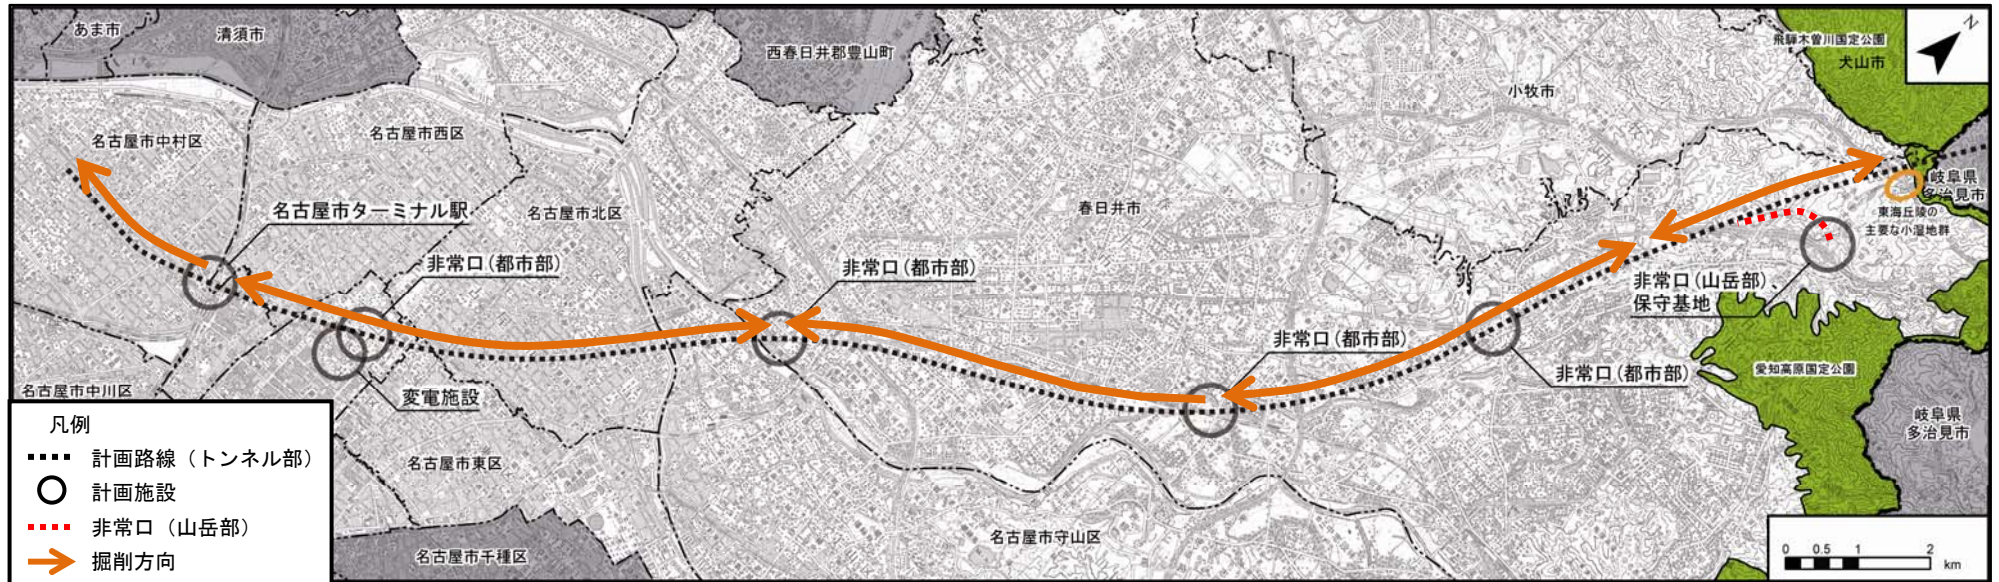 あま市
清須市
西春日井郡豊山町
飛騨木曽川国定公園
犬山市
N
小牧市
名古屋市中村区
名古屋市西区
岐阜県
多治見市
名古屋市ターミナル駅
名古屋市北区
春日井市
東海丘陵の
主要な小湿地群
非常口(都市部)
非常口(都市部)
非常口(山岳部)、
保守基地
非常口(都市部)
非常口(都市部)
愛知高原国定公園
名古屋市中川区
変電施設
岐阜県
多治見市
凡例
計画路線(トンネル部)
計画施設
非常口(山岳部)
掘削方向
名古屋市東区
名古屋市千種区
名古屋市守山区
0 0.5 1 2
km